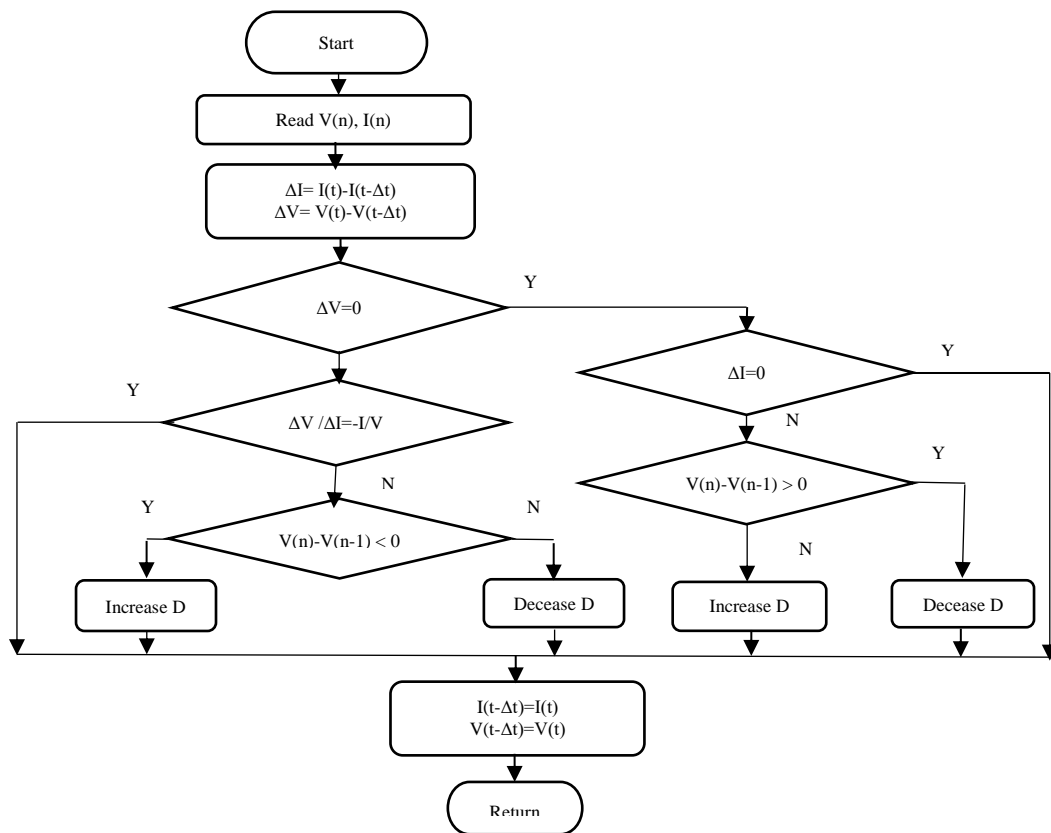 Start
Read V(n), I(n)
ΔI= I(t)-I(t-Δt)
ΔV= V(t)-V(t-Δt)
Y
ΔV=0
Y
ΔI=0
Y
ΔV /ΔI=-I/V
N
Y
V(n)-V(n-1) > 0
N
Y
N
V(n)-V(n-1) < 0
N
Increase D
Decease D
Increase D
Decease D
I(t-Δt)=I(t)
V(t-Δt)=V(t)
Return